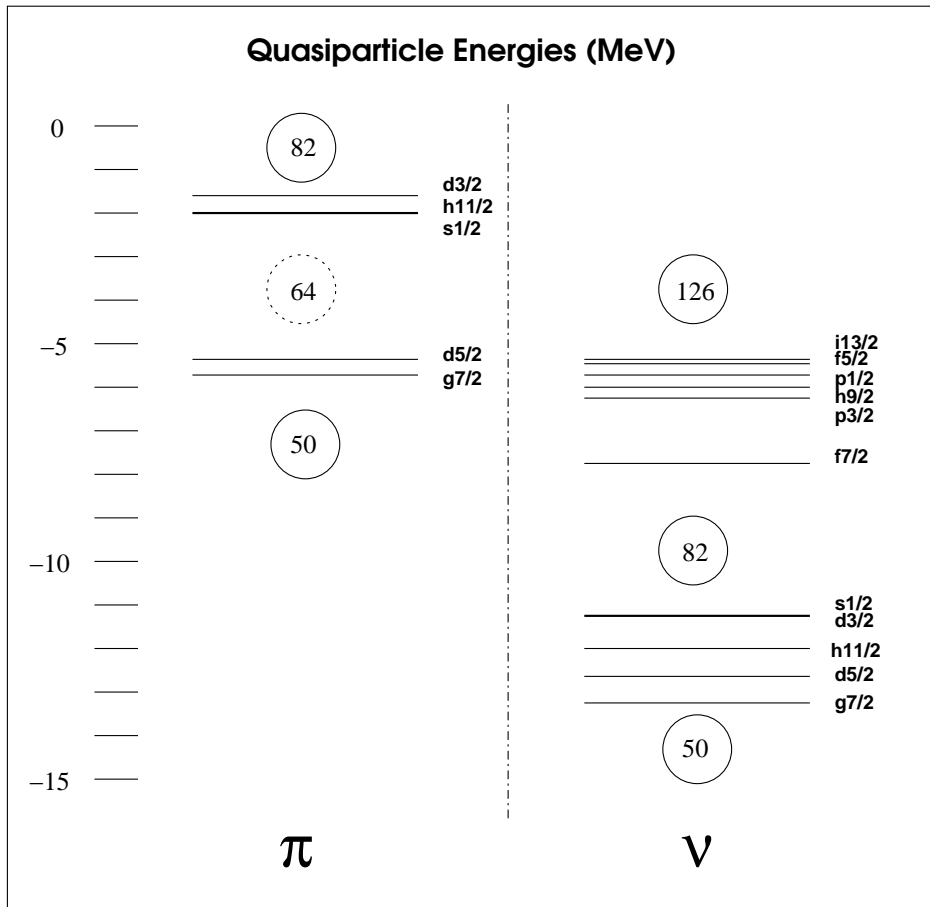 Quasiparticle Energies (MeV)
0
82
d3/2
h11/2
s1/2
64
126
−5
i13/2
d5/2
f5/2
g7/2
p1/2
h9/2
p3/2
50
f7/2
82
−10
s1/2
d3/2
h11/2
d5/2
g7/2
50
−15
π
ν